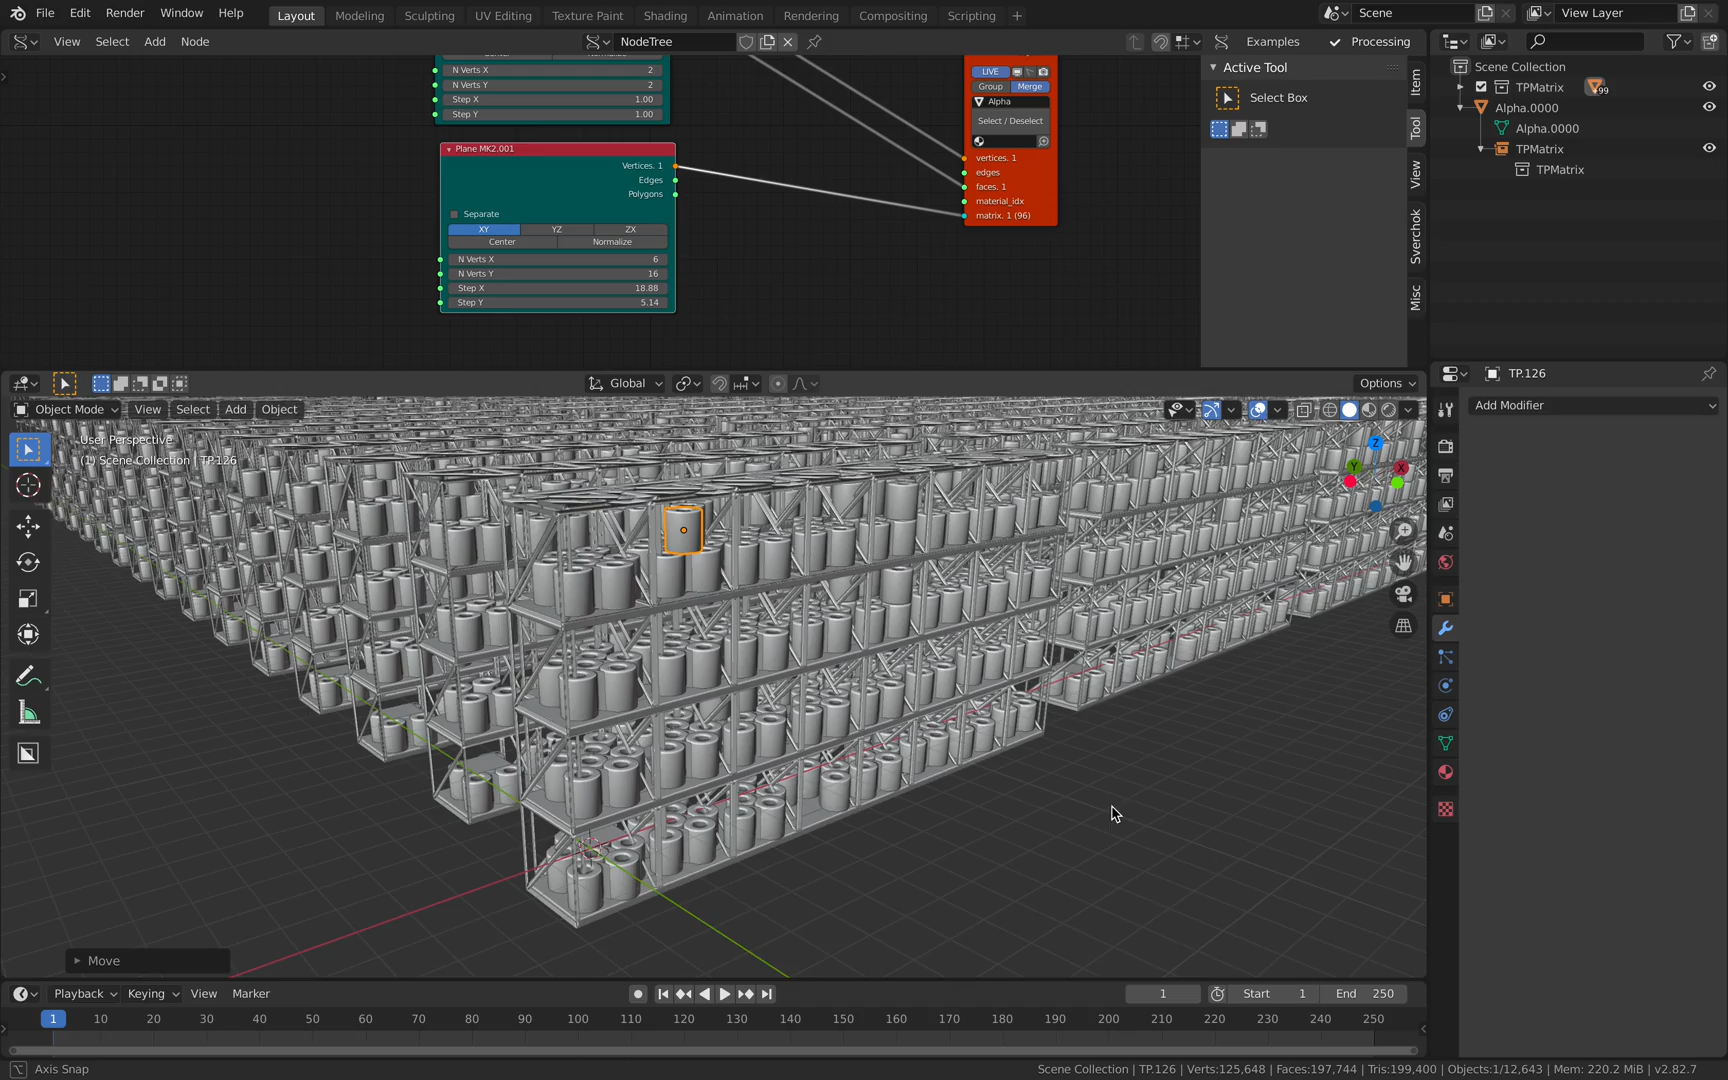 File Edit Render Window Help
Layout Modeling Sculpting UV Editing Texture Paint Shading Animation Rendering Compositing Scripting +
Scene
View Layer
View Select Add Node
NodeTree
Examples
Processing
N Verts X 2
N Verts Y 2
Step X 1.00
Step Y 1.00
Plane MK2.001
Vertices. 1
Edges
Polygons
Separate
XY YZ ZX
Center Normalize
N Verts X 6
N Verts Y 16
Step X 18.88
Step Y 5.14
LIVE
Group Merge
Alpha
Select / Deselect
vertices. 1
edges
faces. 1
material_idx
matrix. 1 (96)
Active Tool
Select Box
Item
Tool
View
Sverchok
Misc
Scene Collection
TPMatrix 99
Alpha.0000
Alpha.0000
TPMatrix
TPMatrix
Global
Options
Object Mode View Select Add Object
User Perspective
(1) Scene Collection | TP.126
Z
Y
X
Move
TP.126
Add Modifier
Playback Keying View Marker
1
Start 1
End 250
1 10 20 30 40 50 60 70 80 90 100 110 120 130 140 150 160 170 180 190 200 210 220 230 240 250
Axis Snap
Scene Collection | TP.126 | Verts:125,648 | Faces:197,744 | Tris:199,400 | Objects:1/12,643 | Mem: 220.2 MiB | v2.82.7